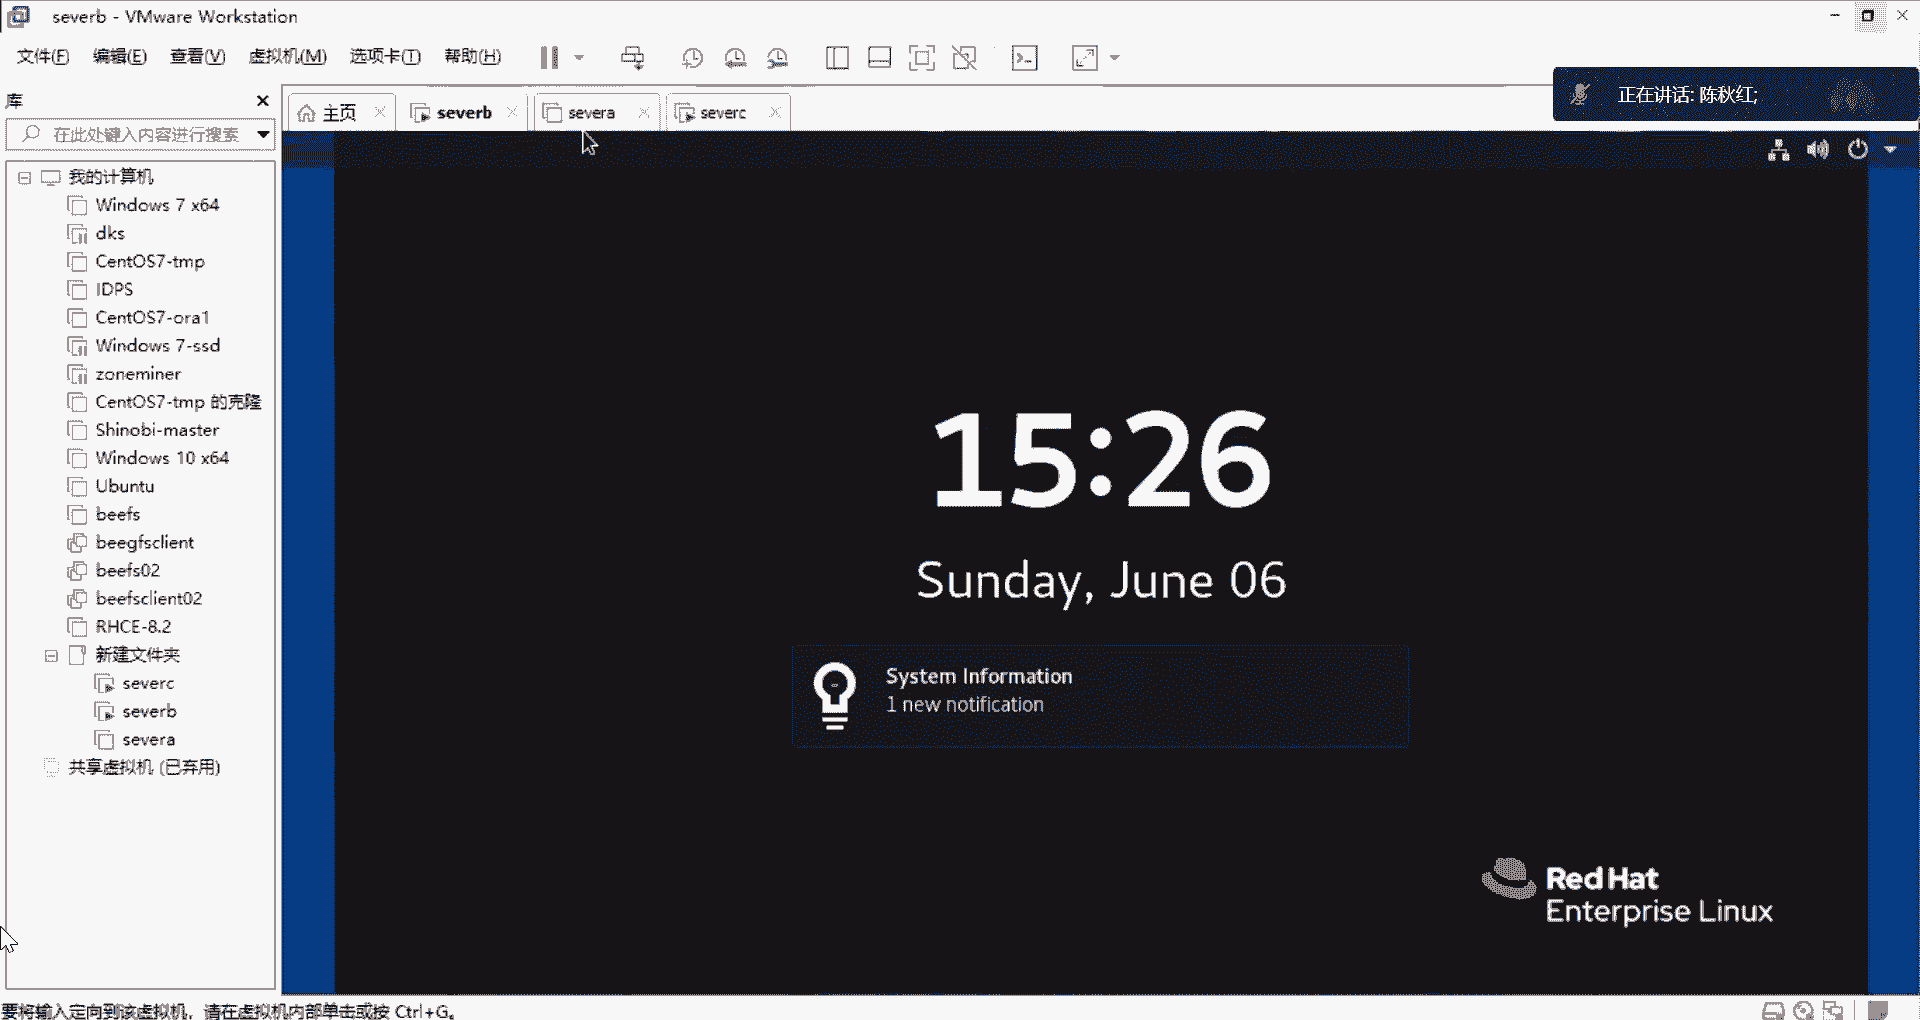 severb - VMware Workstation
文件(F) 编辑(E) 查看(V) 虚拟机(M) 选项卡(T) 帮助(H)
正在讲话: 陈秋红;
库
主页 severb severa severc
在此处键入内容进行搜索
我的计算机
Windows 7 x64
dks
CentOS7-tmp
IDPS
CentOS7-ora1
Windows 7-ssd
zoneminer
CentOS7-tmp 的克隆
Shinobi-master
Windows 10 x64
Ubuntu
beefs
beegfsclient
beefs02
beefsclient02
RHCE-8.2
新建文件夹
severc
severb
severa
共享虚拟机 (已弃用)
15:26
Sunday, June 06
System Information
1 new notification
Red Hat
Enterprise Linux
要将输入定向到该虚拟机，请在虚拟机内部单击或按 Ctrl+G。